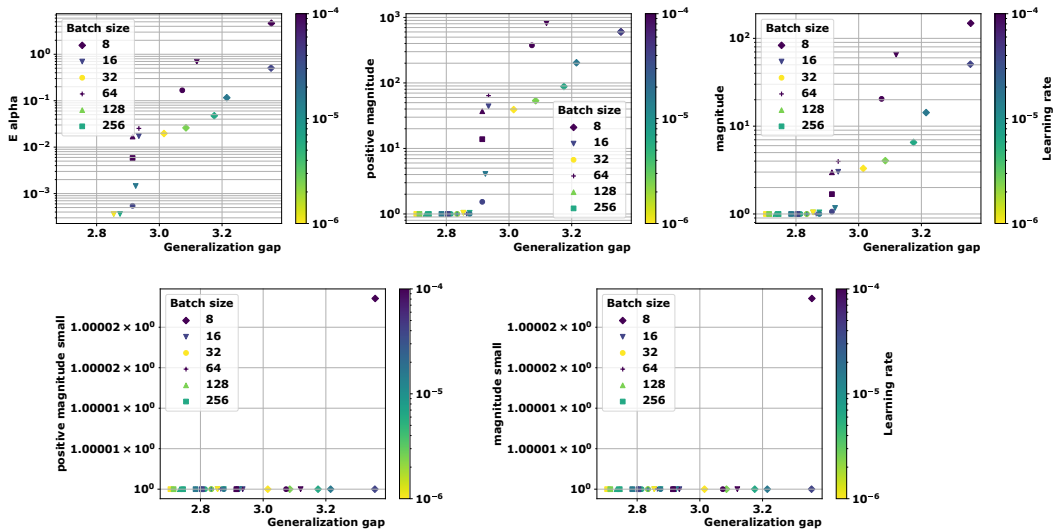 Batch size
8
16
32
64
128
256
10⁰
10⁻¹
10⁻²
10⁻³
E alpha
2.8
3.0
3.2
Generalization gap
10⁻⁴
10⁻⁵
10⁻⁶
10³
10²
10¹
10⁰
positive magnitude
Batch size
8
16
32
64
128
256
2.8
3.0
3.2
Generalization gap
10⁻⁴
10⁻⁵
10⁻⁶
Batch size
8
16
32
64
128
256
10²
10¹
10⁰
magnitude
2.8
3.0
3.2
Generalization gap
10⁻⁴
10⁻⁵
10⁻⁶
Learning rate
Batch size
8
16
32
64
128
256
1.00002 × 10⁰
1.00002 × 10⁰
1.00001 × 10⁰
1.00001 × 10⁰
10⁰
positive magnitude small
2.8
3.0
3.2
Generalization gap
10⁻⁴
10⁻⁵
10⁻⁶
Batch size
8
16
32
64
128
256
1.00002 × 10⁰
1.00002 × 10⁰
1.00001 × 10⁰
1.00001 × 10⁰
10⁰
magnitude small
2.8
3.0
3.2
Generalization gap
10⁻⁴
10⁻⁵
10⁻⁶
Learning rate